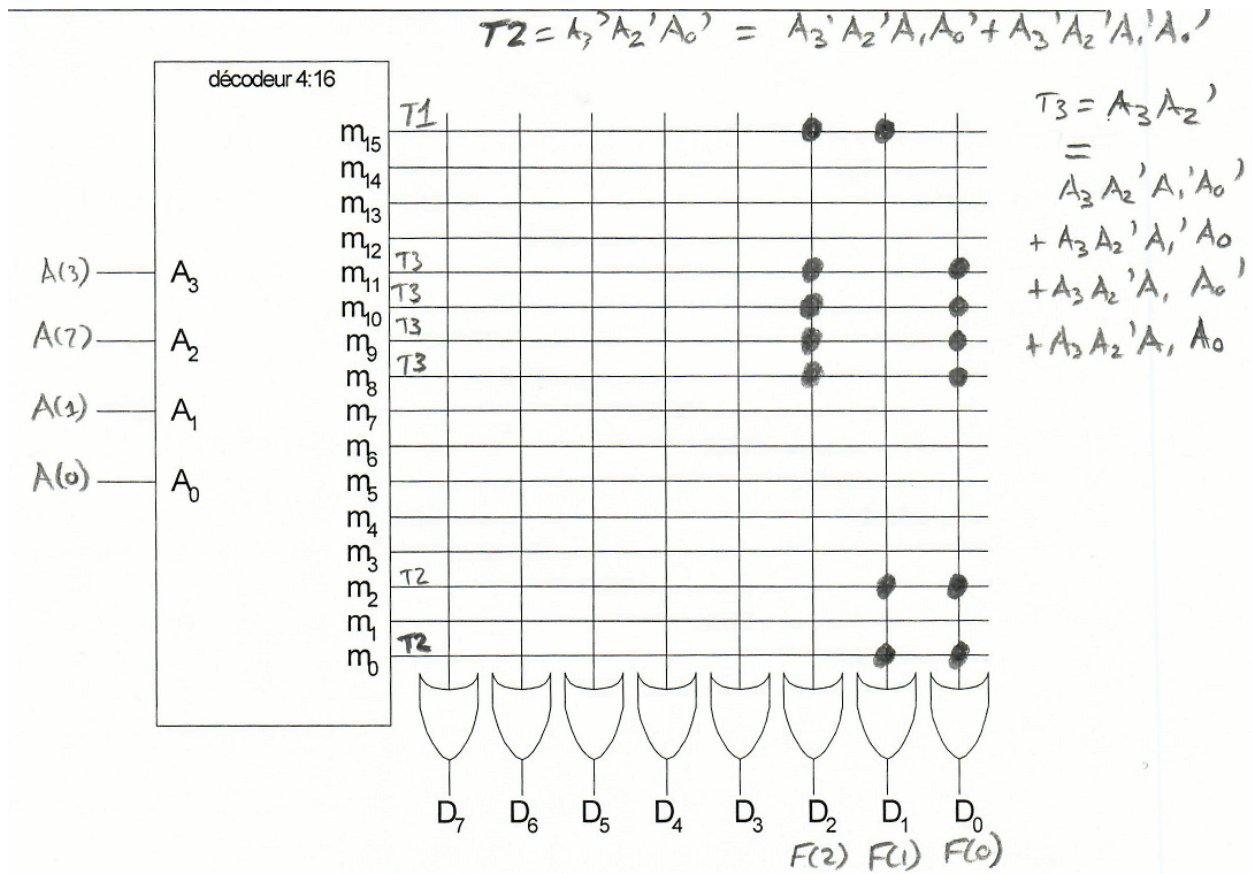 T2 = A₃'A₂'A₀' = A₃'A₂'A₁A₀' + A₃'A₂'A₁'A₀'
décodeur 4:16
T3 = A₃A₂'
=
A₃A₂'A₁'A₀'
+ A₃A₂'A₁'A₀
+ A₃A₂'A₁A₀'
+ A₃A₂'A₁A₀
m₁₅ T1
m₁₄
m₁₃
m₁₂
A(3) A₃ m₁₁ T3
m₁₀ T3
A(2) A₂ m₉ T3
m₈ T3
A(1) A₁ m₇
m₆
A(0) A₀ m₅
m₄
m₃
m₂ T2
m₁
m₀ T2
D₇ D₆ D₅ D₄ D₃ D₂ D₁ D₀
F(2) F(1) F(0)